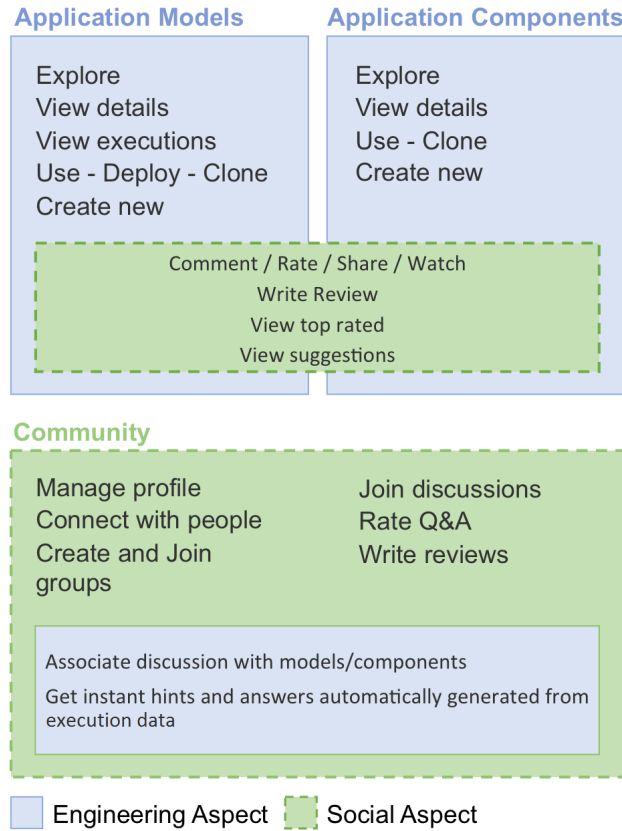 Application Models
Explore
View details
View executions
Use - Deploy - Clone
Create new
Application Components
Explore
View details
Use - Clone
Create new
Comment / Rate / Share / Watch
Write Review
View top rated
View suggestions
Community
Manage profile
Connect with people
Create and Join
groups
Join discussions
Rate Q&A
Write reviews
Associate discussion with models/components
Get instant hints and answers automatically generated from
execution data
Engineering Aspect
Social Aspect